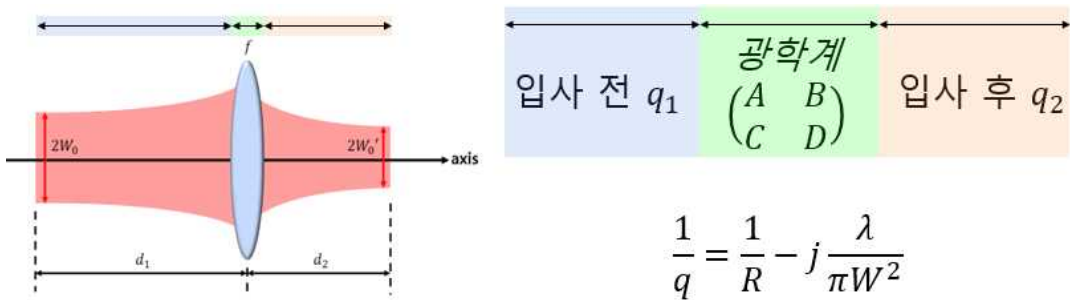 f
2W₀
2W₀'
axis
d₁
d₂
입사 전 q₁
광학계
(A B
C D)
입사 후 q₂
1/q = 1/R − j λ/πW²